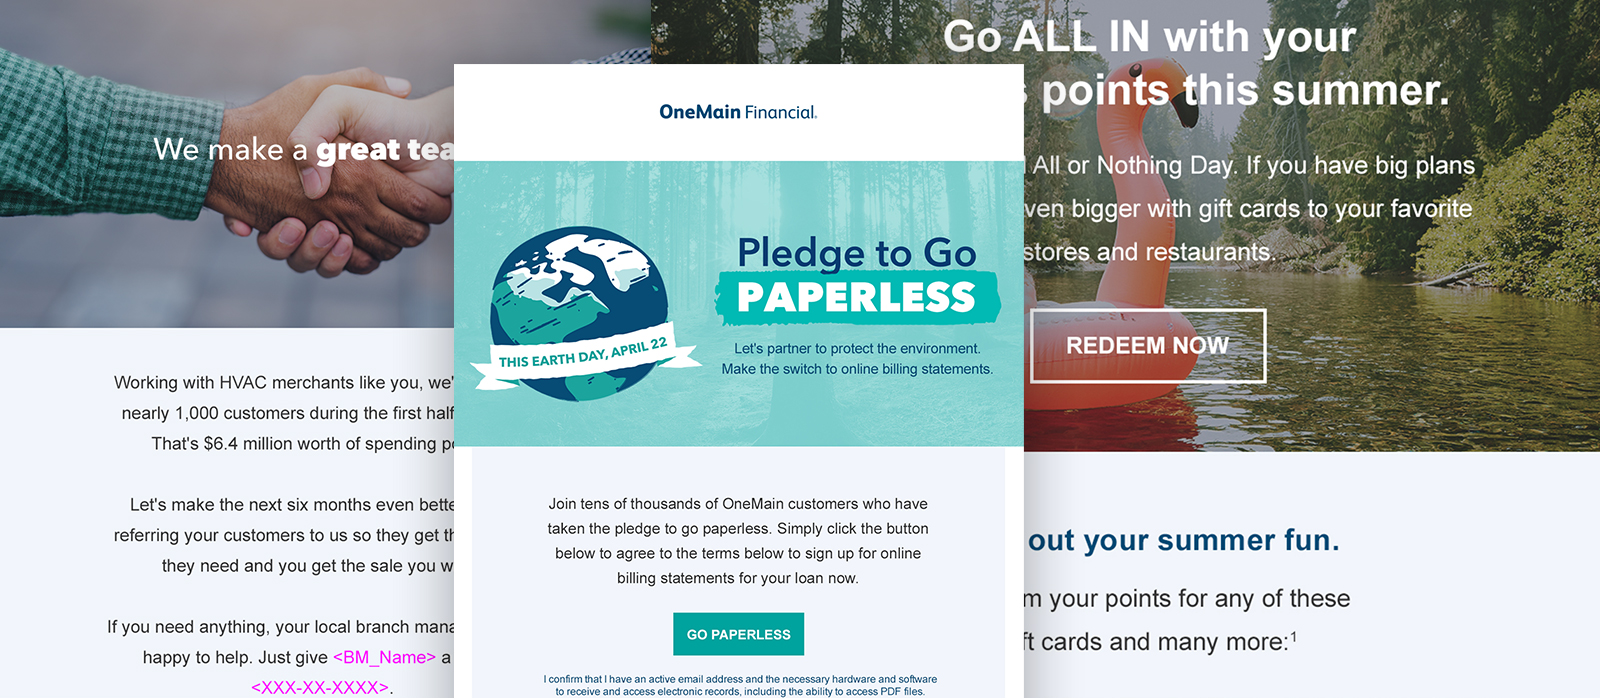 We make a great tea
Working with HVAC merchants like you, we'
nearly 1,000 customers during the first half
That's $6.4 million worth of spending p
Let's make the next six months even bette
referring your customers to us so they get th
they need and you get the sale you w
If you need anything, your local branch mana
happy to help. Just give <BM_Name> a
<XXX-XX-XXXX>.
OneMain Financial
THIS EARTH DAY, APRIL 22
Pledge to Go
PAPERLESS
Let's partner to protect the environment.
Make the switch to online billing statements.
Join tens of thousands of OneMain customers who have
taken the pledge to go paperless. Simply click the button
below to agree to the terms below to sign up for online
billing statements for your loan now.
GO PAPERLESS
I confirm that I have an active email address and the necessary hardware and software
to receive and access electronic records, including the ability to access PDF files.
Go ALL IN with your
s points this summer.
All or Nothing Day. If you have big plans
ven bigger with gift cards to your favorite
stores and restaurants.
REDEEM NOW
out your summer fun.
m your points for any of these
ft cards and many more:1